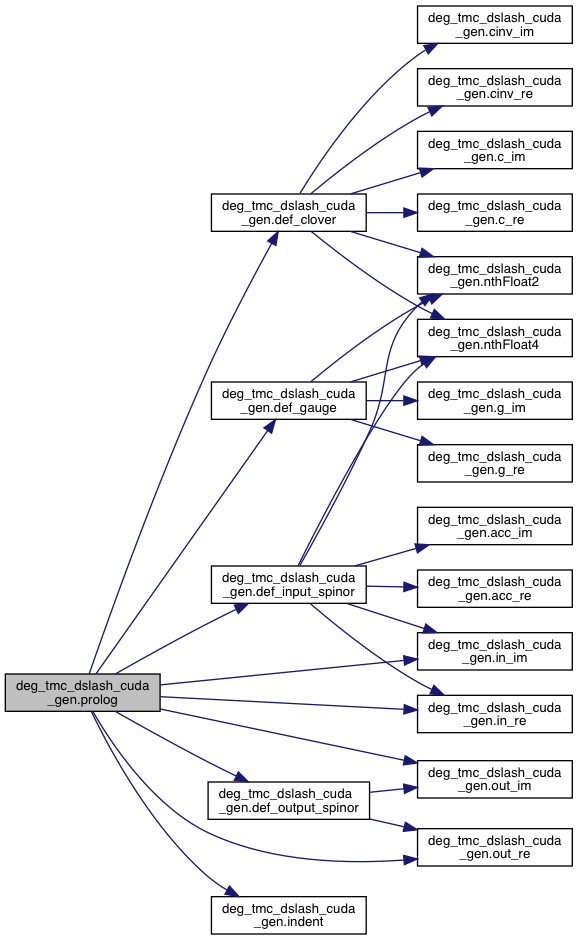 deg_tmc_dslash_cuda
_gen.cinv_im
deg_tmc_dslash_cuda
_gen.cinv_re
deg_tmc_dslash_cuda
_gen.c_im
deg_tmc_dslash_cuda
_gen.def_clover
deg_tmc_dslash_cuda
_gen.c_re
deg_tmc_dslash_cuda
_gen.nthFloat2
deg_tmc_dslash_cuda
_gen.nthFloat4
deg_tmc_dslash_cuda
_gen.def_gauge
deg_tmc_dslash_cuda
_gen.g_im
deg_tmc_dslash_cuda
_gen.g_re
deg_tmc_dslash_cuda
_gen.acc_im
deg_tmc_dslash_cuda
_gen.def_input_spinor
deg_tmc_dslash_cuda
_gen.acc_re
deg_tmc_dslash_cuda
_gen.in_im
deg_tmc_dslash_cuda
_gen.prolog
deg_tmc_dslash_cuda
_gen.in_re
deg_tmc_dslash_cuda
_gen.out_im
deg_tmc_dslash_cuda
_gen.def_output_spinor
deg_tmc_dslash_cuda
_gen.out_re
deg_tmc_dslash_cuda
_gen.indent